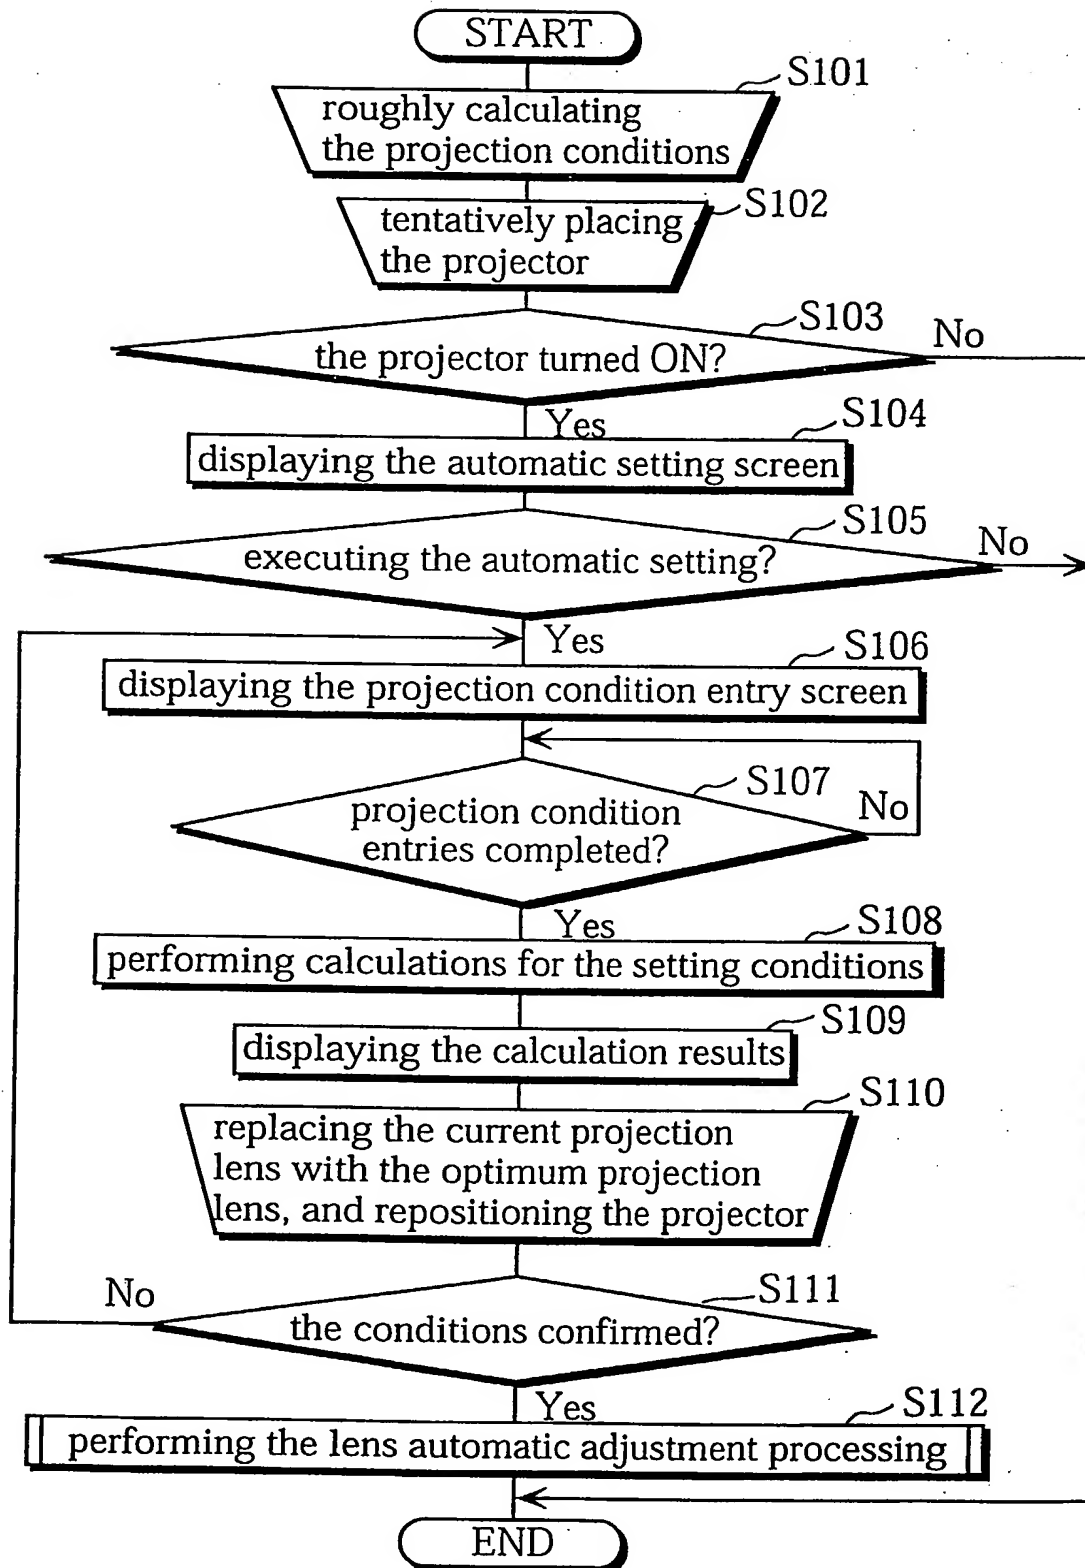 START
S101
roughly calculating
the projection conditions
S102
tentatively placing
the projector
S103
the projector turned ON?
No
Yes
S104
displaying the automatic setting screen
S105
executing the automatic setting?
No
Yes
S106
displaying the projection condition entry screen
S107
projection condition
entries completed?
No
Yes
S108
performing calculations for the setting conditions
S109
displaying the calculation results
S110
replacing the current projection
lens with the optimum projection
lens, and repositioning the projector
S111
No
the conditions confirmed?
Yes
S112
performing the lens automatic adjustment processing
END